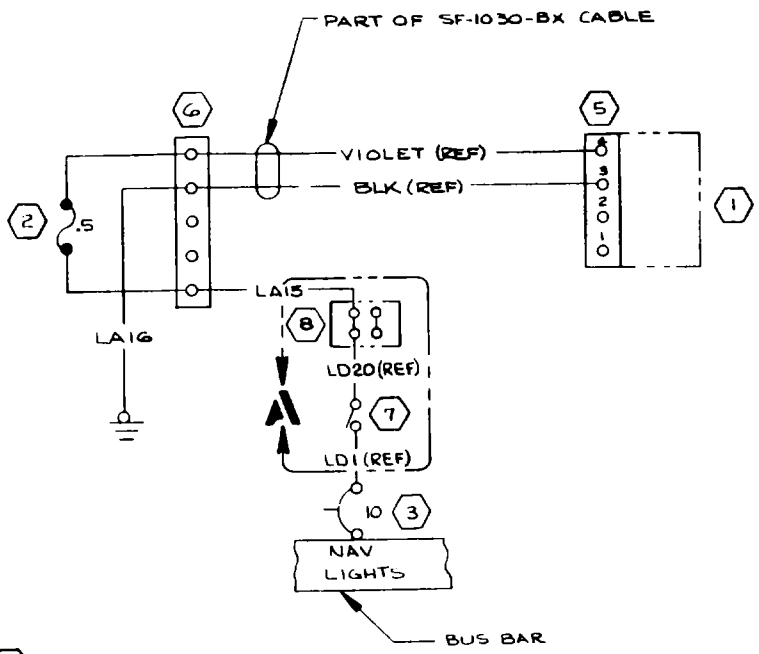 PART OF SF-1030-BX CABLE
6
5
VIOLET (REF)
4
BLK (REF)
3
2
1
1
2
.5
LA15
8
LA16
LD20 (REF)
7
LD1 (REF)
10
3
NAV
LIGHTS
BUS BAR